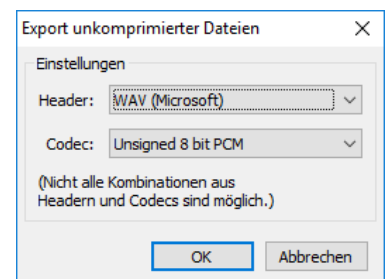 Export unkomprimierter Dateien
Einstellungen
Header: WAV (Microsoft)
Codec: Unsigned 8 bit PCM
(Nicht alle Kombinationen aus
Headern und Codecs sind möglich.)
OK Abbrechen